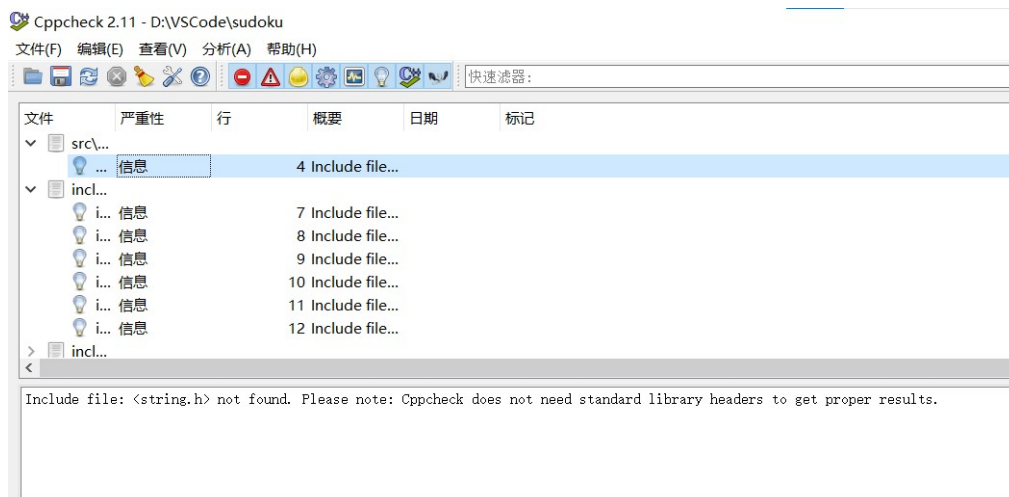 Cppcheck 2.11 - D:\VSCode\sudoku
文件(F) 编辑(E) 查看(V) 分析(A) 帮助(H)
快速滤器:
文件 严重性 行 概要 日期 标记
src\...
... 信息 4 Include file...
incl...
i... 信息 7 Include file...
i... 信息 8 Include file...
i... 信息 9 Include file...
i... 信息 10 Include file...
i... 信息 11 Include file...
i... 信息 12 Include file...
incl...
Include file: <string.h> not found. Please note: Cppcheck does not need standard library headers to get proper results.